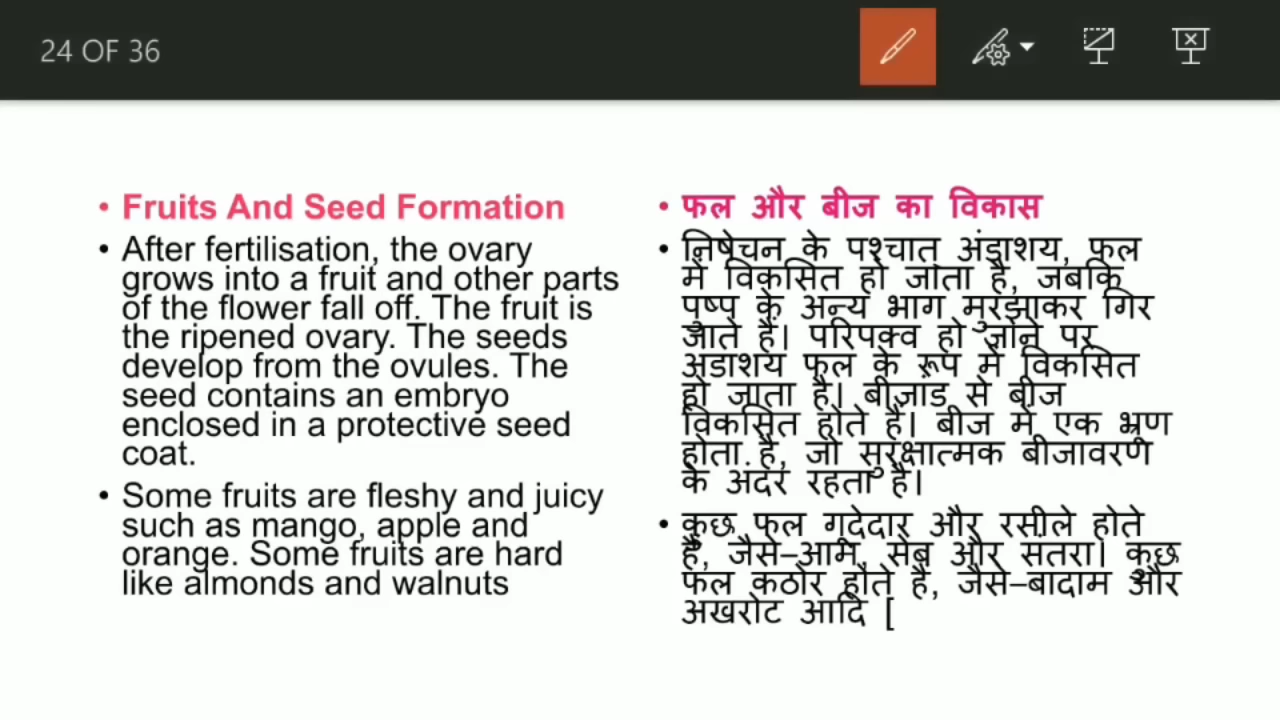 24 OF 36
• Fruits And Seed Formation
• After fertilisation, the ovary
grows into a fruit and other parts
of the flower fall off. The fruit is
the ripened ovary. The seeds
develop from the ovules. The
seed contains an embryo
enclosed in a protective seed
coat.
• Some fruits are fleshy and juicy
such as mango, apple and
orange. Some fruits are hard
like almonds and walnuts
• फल और बीज का विकास
• निषेचन के पश्चात् अंडाशय, फल
में विकसित हो जाता है, जबकि
पुष्प के अन्य भाग मुरझाकर गिर
जाते हैं। परिपक्व हो जाने पर
अंडाशय फल के रूप में विकसित
हो जाता है। बीजांड से बीज
विकसित होते हैं। बीज में एक भ्रूण
होता है, जो सुरक्षात्मक बीजावरण
के अंदर रहता है।
• कुछ फल गूदेदार और रसीले होते
हैं, जैसे–आम, सेब और संतरा। कुछ
फल कठोर होते हैं, जैसे–बादाम और
अखरोट आदि [